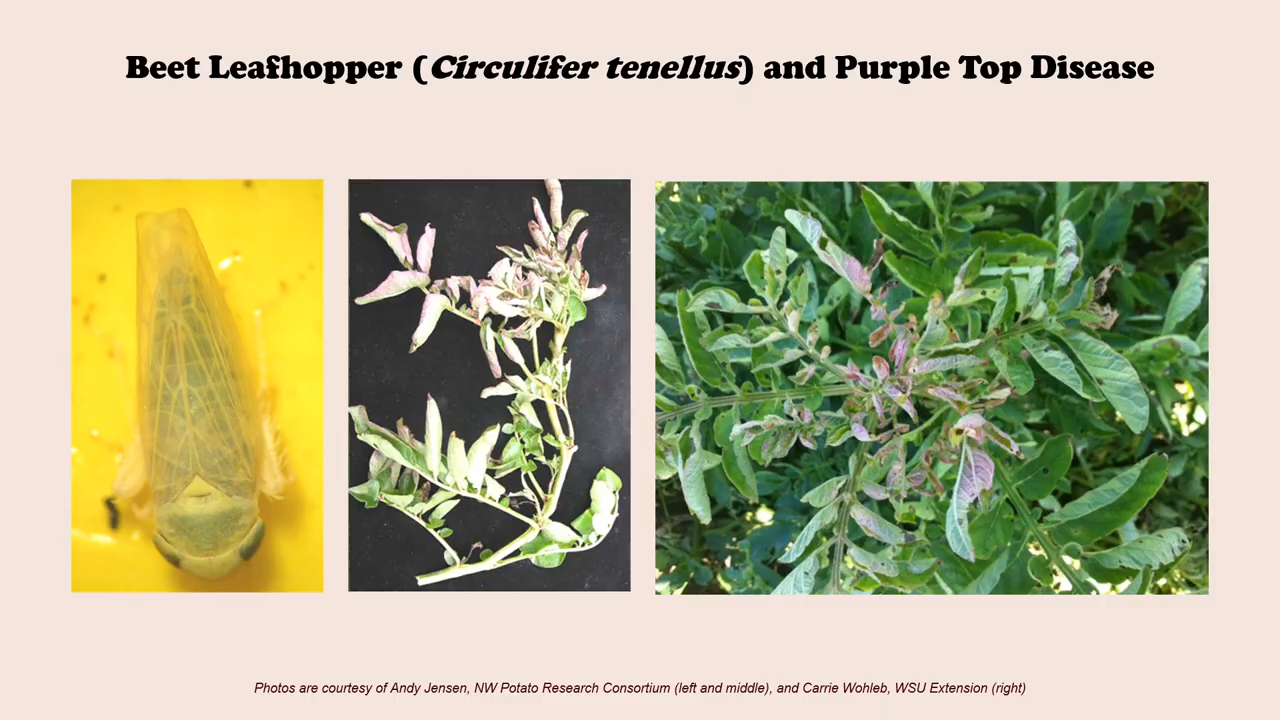 Beet Leafhopper (Circulifer tenellus) and Purple Top Disease
Photos are courtesy of Andy Jensen, NW Potato Research Consortium (left and middle), and Carrie Wohleb, WSU Extension (right)